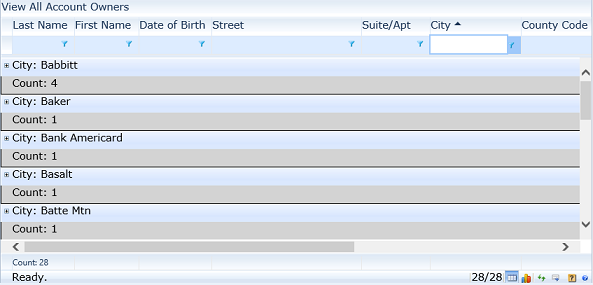 View All Account Owners
Last Name First Name Date of Birth Street Suite/Apt City County Code
City: Babbitt
Count: 4
City: Baker
Count: 1
City: Bank Americard
Count: 1
City: Basalt
Count: 1
City: Batte Mtn
Count: 1
Count: 28
Ready. 28/28